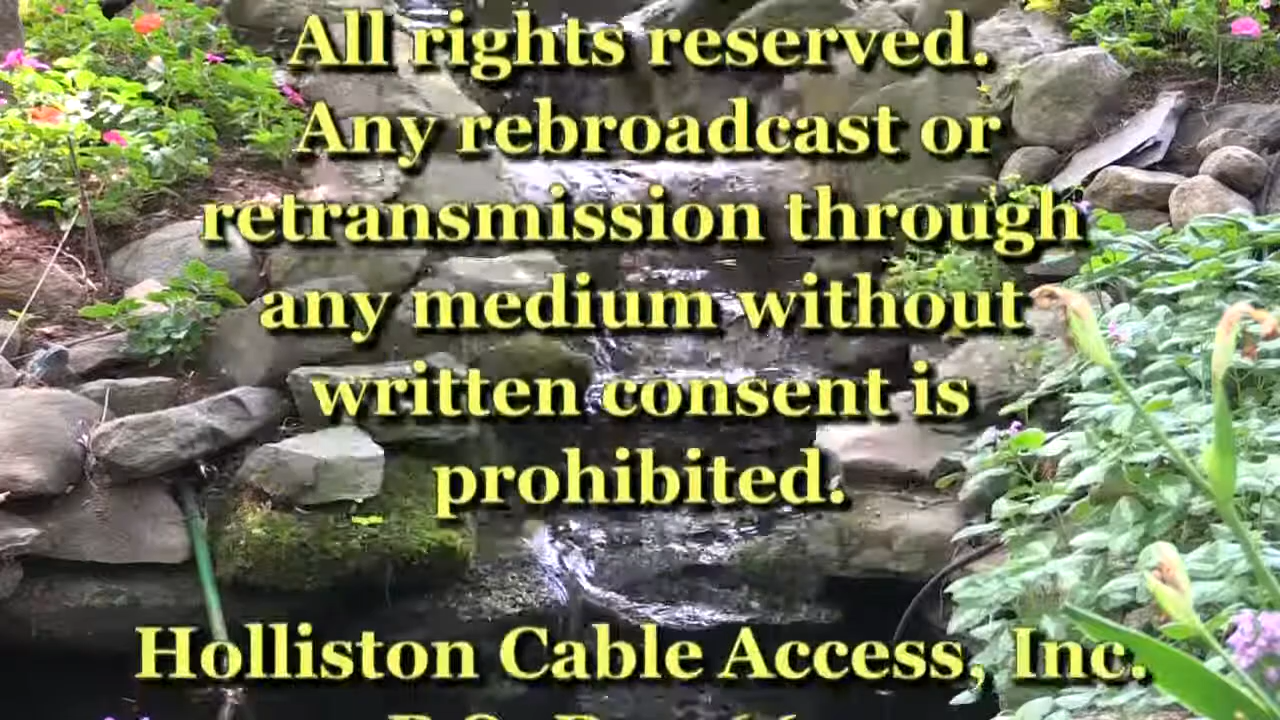 All rights reserved.
Any rebroadcast or
retransmission through
any medium without
written consent is
prohibited.
Holliston Cable Access, Inc.